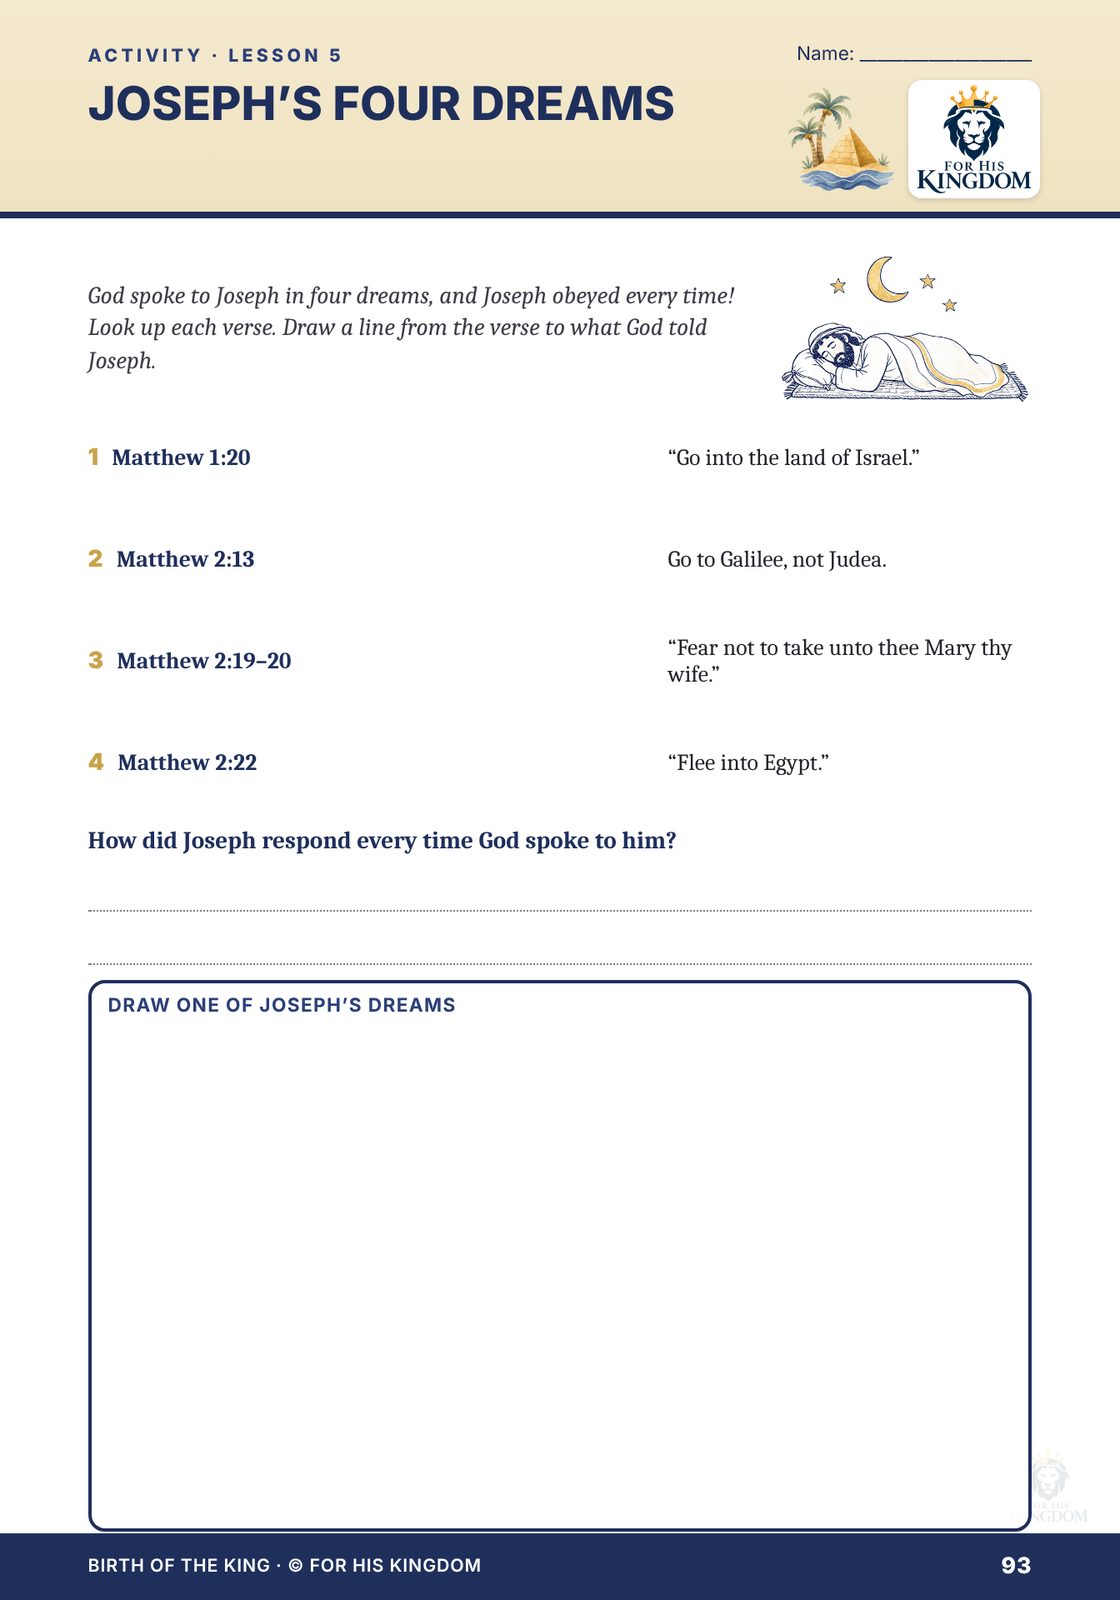 ACTIVITY · LESSON 5
Name: ____________________
JOSEPH’S FOUR DREAMS
FOR HIS
KINGDOM
God spoke to Joseph in four dreams, and Joseph obeyed every time!
Look up each verse. Draw a line from the verse to what God told
Joseph.
1 Matthew 1:20
“Go into the land of Israel.”
2 Matthew 2:13
Go to Galilee, not Judea.
3 Matthew 2:19–20
“Fear not to take unto thee Mary thy
wife.”
4 Matthew 2:22
“Flee into Egypt.”
How did Joseph respond every time God spoke to him?
DRAW ONE OF JOSEPH’S DREAMS
FOR HIS
KINGDOM
BIRTH OF THE KING · © FOR HIS KINGDOM
93